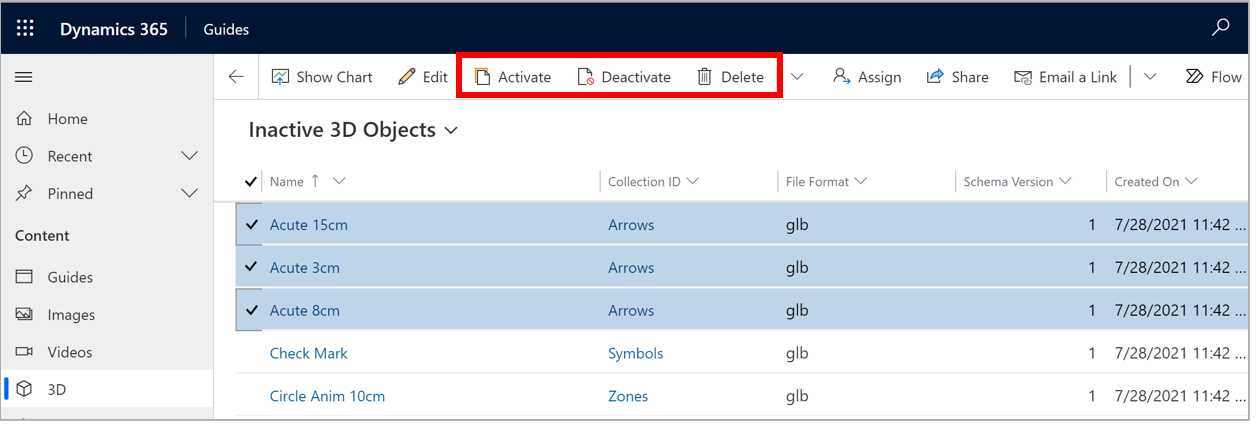 Dynamics 365 Guides
Show Chart Edit Activate Deactivate Delete Assign Share Email a Link Flow
Home
Recent
Pinned
Content
Guides
Images
Videos
3D
Inactive 3D Objects
Name Collection ID File Format Schema Version Created On
Acute 15cm Arrows glb 1 7/28/2021 11:42 ...
Acute 3cm Arrows glb 1 7/28/2021 11:42 ...
Acute 8cm Arrows glb 1 7/28/2021 11:42 ...
Check Mark Symbols glb 1 7/28/2021 11:42 ...
Circle Anim 10cm Zones glb 1 7/28/2021 11:42 ...